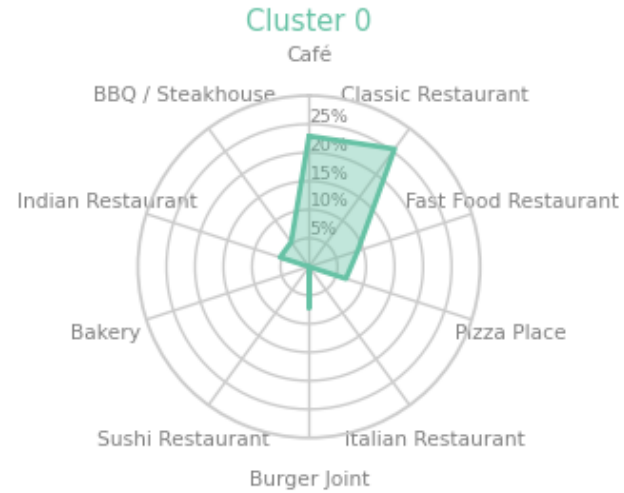 Cluster 0
Café
BBQ / Steakhouse
Classic Restaurant
25%
20%
15%
Indian Restaurant
10%
Fast Food Restaurant
5%
Bakery
Pizza Place
Sushi Restaurant
Italian Restaurant
Burger Joint